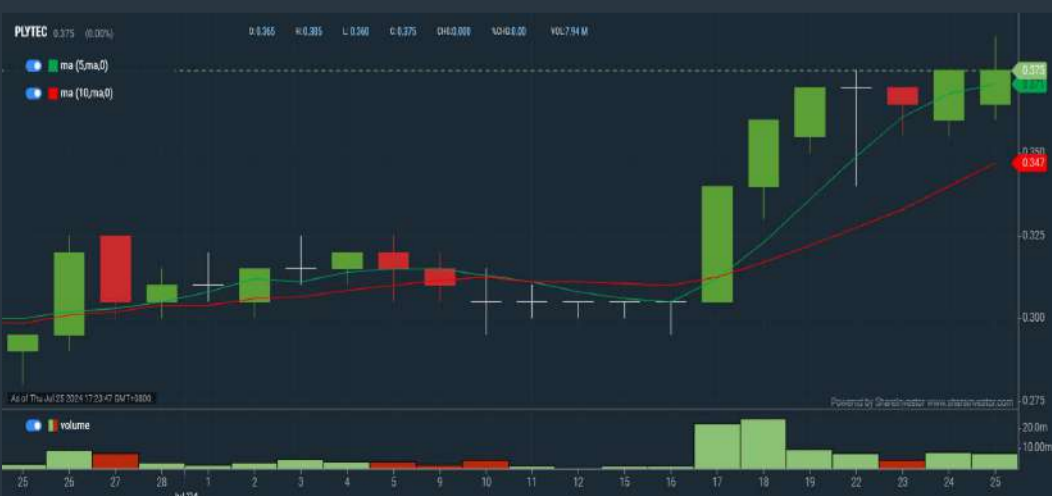 PLYTEC 0.375 (0.00%) O:0.365 H:0.385 L:0.360 C:0.375 CHG:0.000 %CHG:0.00 VOL:7.94 M
ma (5,ma,0)
ma (10,ma,0)
0.375
0.371
0.350
0.347
0.325
0.300
0.275
As of Thu Jul 25 2024 17:23:47 GMT+0800
Powered by ShareInvestor www.shareinvestor.com
volume
20.0m
10.00m
25 26 27 28 1 2 3 4 5 9 10 11 12 15 16 17 18 19 22 23 24 25